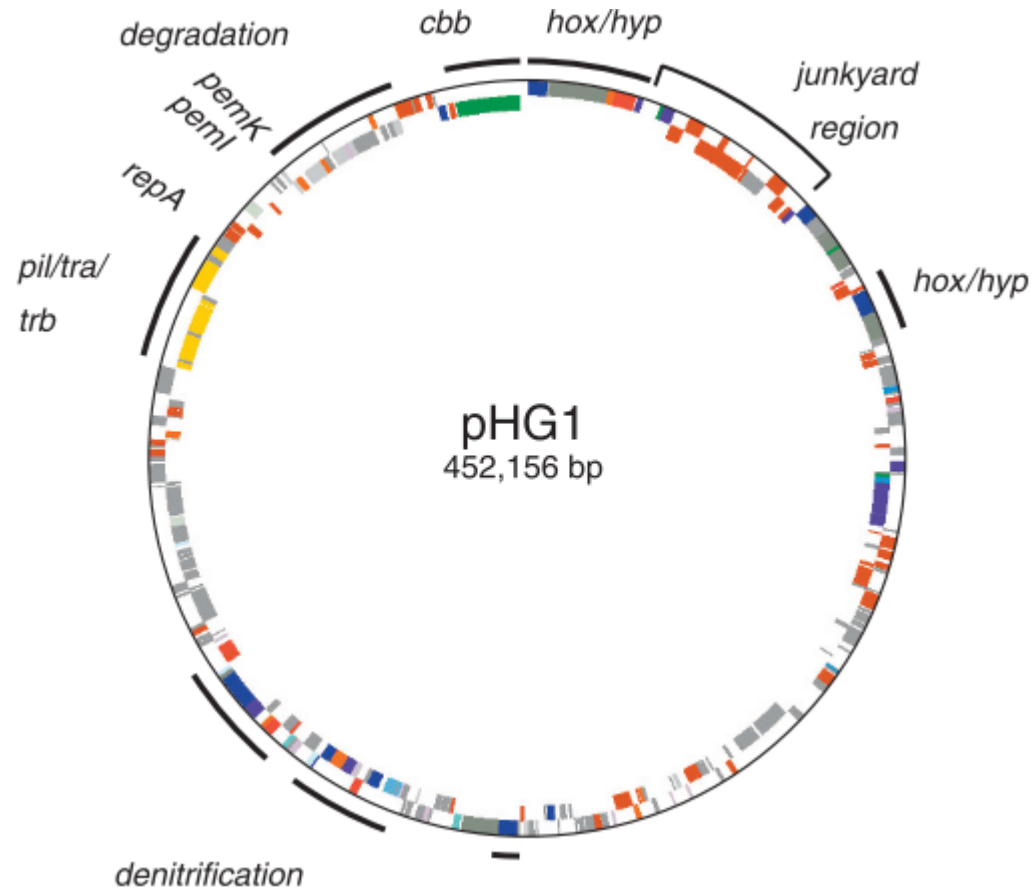 cbb
hox/hyp
degradation
junkyard
region
pemK
pemI
repA
pil/tra/
trb
hox/hyp
pHG1
452,156 bp
denitrification